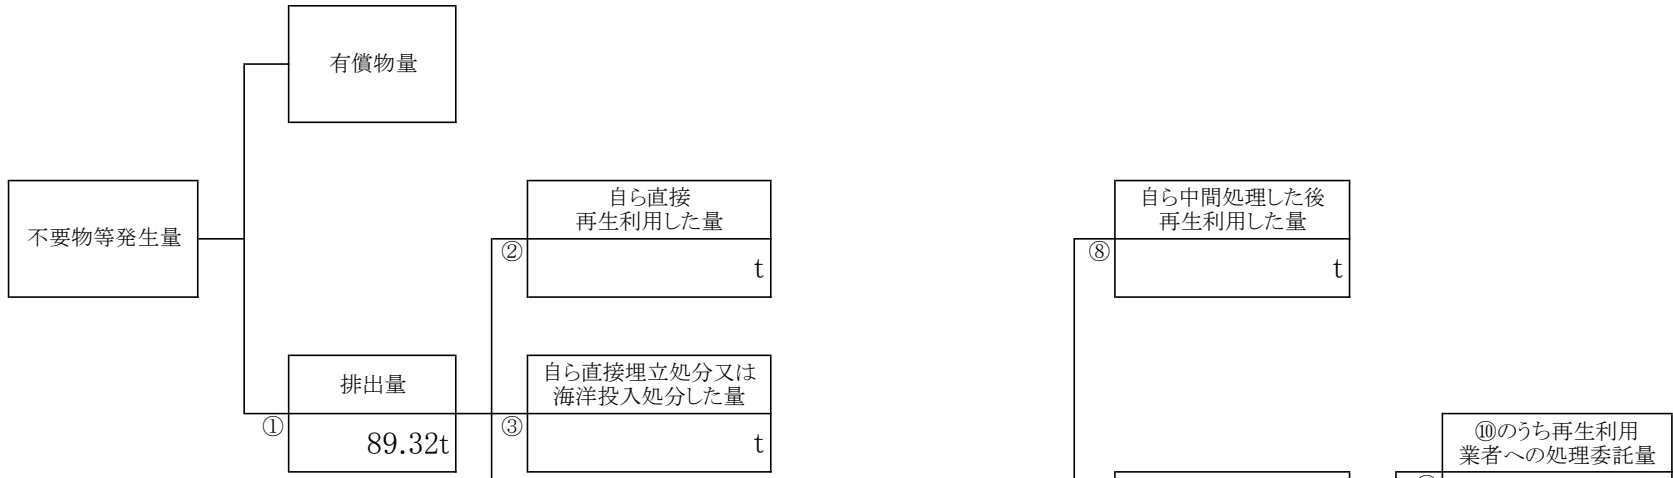 有償物量
不要物等発生量
自ら直接
再生利用した量
②
t
自ら中間処理した後
再生利用した量
⑧
t
排出量
①
89.32t
自ら直接埋立処分又は
海洋投入処分した量
③
t
⑩のうち再生利用
業者への処理委託量